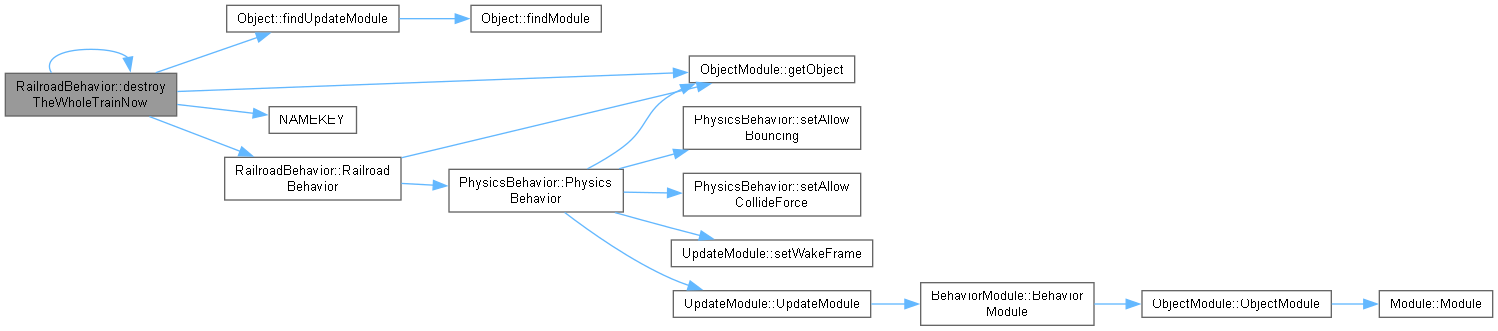 Object::findUpdateModule
Object::findModule
RailroadBehavior::destroy
TheWholeTrainNow
ObjectModule::getObject
NAMEKEY
PhysicsBehavior::setAllow
Bouncing
RailroadBehavior::Railroad
Behavior
PhysicsBehavior::Physics
Behavior
PhysicsBehavior::setAllow
CollideForce
UpdateModule::setWakeFrame
UpdateModule::UpdateModule
BehaviorModule::Behavior
Module
ObjectModule::ObjectModule
Module::Module